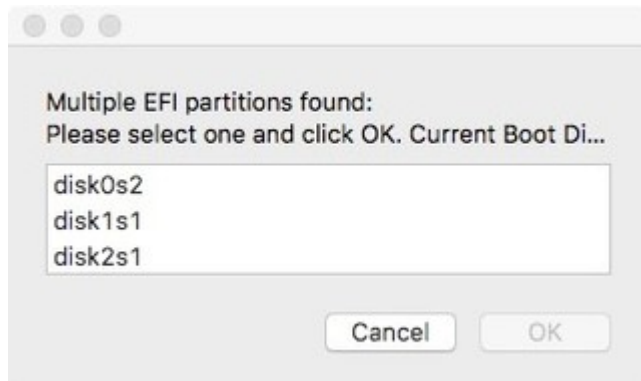 Multiple EFI partitions found:
Please select one and click OK. Current Boot Di...
disk0s2
disk1s1
disk2s1
Cancel
OK